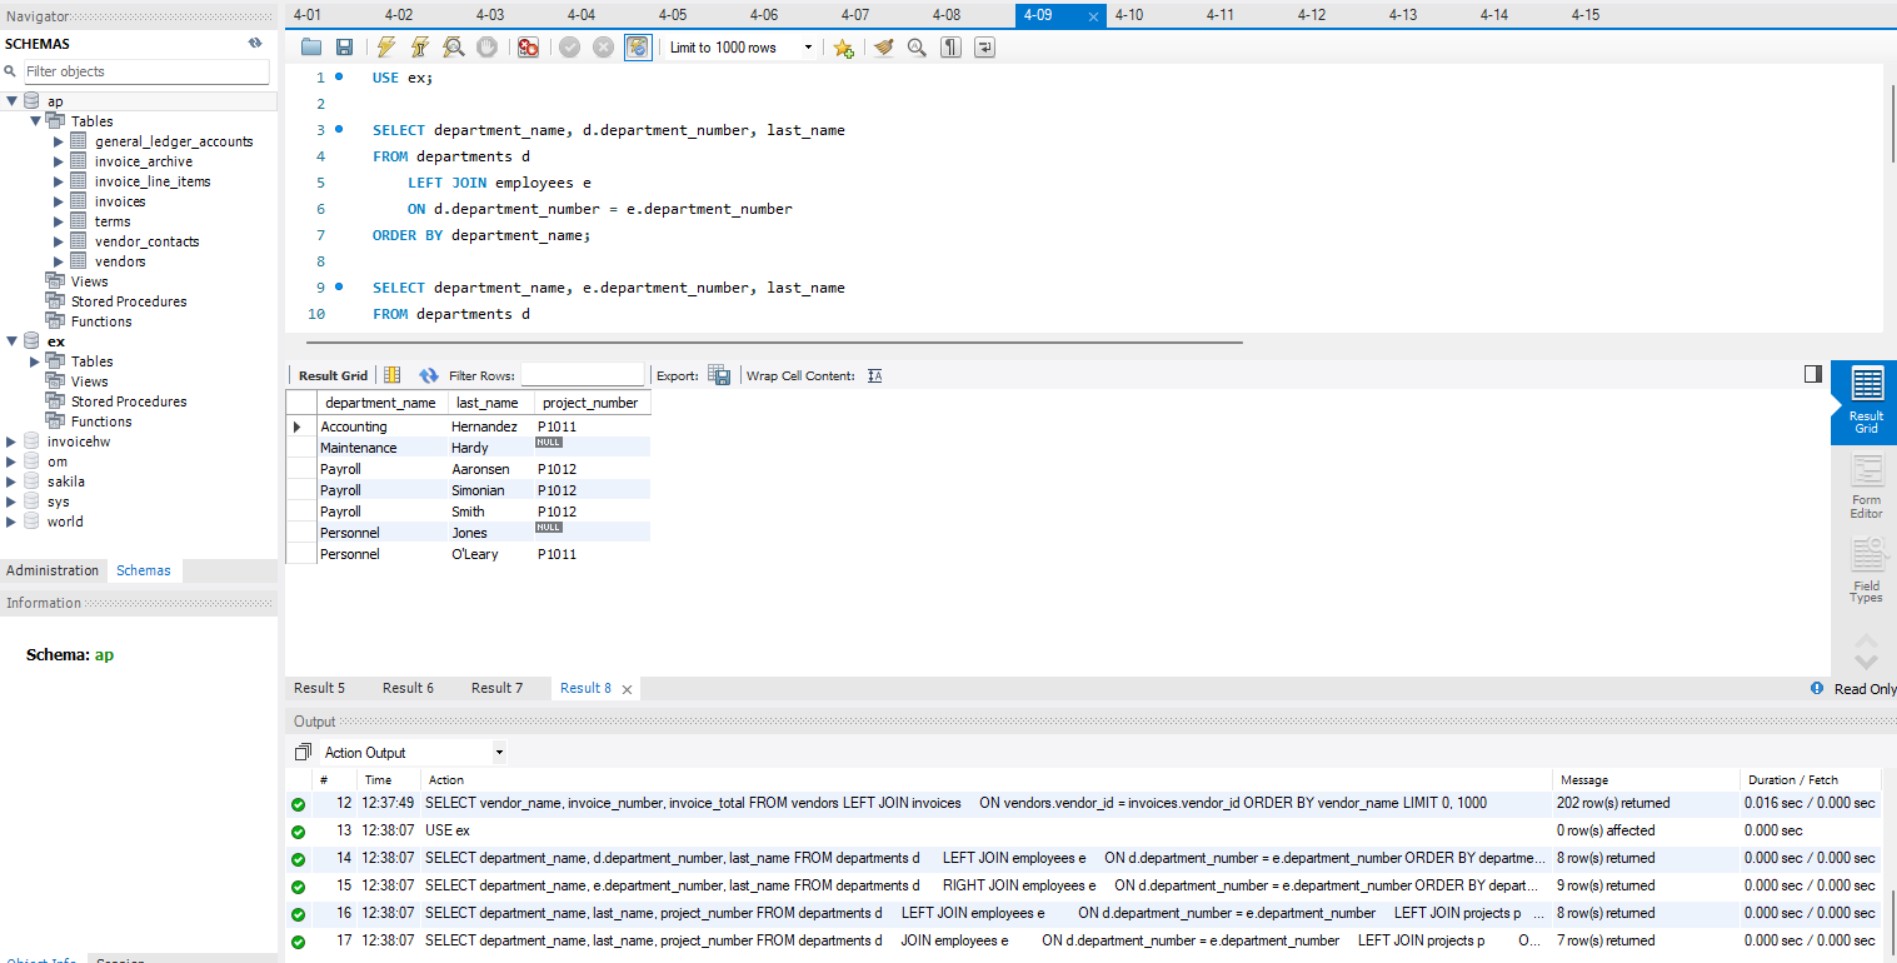 Navigator
SCHEMAS
Filter objects
ap
Tables
general_ledger_accounts
invoice_archive
invoice_line_items
invoices
terms
vendor_contacts
vendors
Views
Stored Procedures
Functions
ex
Tables
Views
Stored Procedures
Functions
invoicehw
om
sakila
sys
world
Administration Schemas
Information
Schema: ap
4-01 4-02 4-03 4-04 4-05 4-06 4-07 4-08 4-09 4-10 4-11 4-12 4-13 4-14 4-15
Limit to 1000 rows
1 USE ex;
2
3 SELECT department_name, d.department_number, last_name
4 FROM departments d
5 LEFT JOIN employees e
6 ON d.department_number = e.department_number
7 ORDER BY department_name;
8
9 SELECT department_name, e.department_number, last_name
10 FROM departments d
Result Grid Filter Rows: Export: Wrap Cell Content:
department_name last_name project_number
Accounting Hernandez P1011
Maintenance Hardy NULL
Payroll Aaronsen P1012
Payroll Simonian P1012
Payroll Smith P1012
Personnel Jones NULL
Personnel O'Leary P1011
Result Grid
Form Editor
Field Types
Result 5 Result 6 Result 7 Result 8 Read Only
Output
Action Output
# Time Action Message Duration / Fetch
12 12:37:49 SELECT vendor_name, invoice_number, invoice_total FROM vendors LEFT JOIN invoices ON vendors.vendor_id = invoices.vendor_id ORDER BY vendor_name LIMIT 0, 1000 202 row(s) returned 0.016 sec / 0.000 sec
13 12:38:07 USE ex 0 row(s) affected 0.000 sec
14 12:38:07 SELECT department_name, d.department_number, last_name FROM departments d LEFT JOIN employees e ON d.department_number = e.department_number ORDER BY departme... 8 row(s) returned 0.000 sec / 0.000 sec
15 12:38:07 SELECT department_name, e.department_number, last_name FROM departments d RIGHT JOIN employees e ON d.department_number = e.department_number ORDER BY depart... 9 row(s) returned 0.000 sec / 0.000 sec
16 12:38:07 SELECT department_name, last_name, project_number FROM departments d LEFT JOIN employees e ON d.department_number = e.department_number LEFT JOIN projects p ... 8 row(s) returned 0.000 sec / 0.000 sec
17 12:38:07 SELECT department_name, last_name, project_number FROM departments d JOIN employees e ON d.department_number = e.department_number LEFT JOIN projects p O... 7 row(s) returned 0.000 sec / 0.000 sec